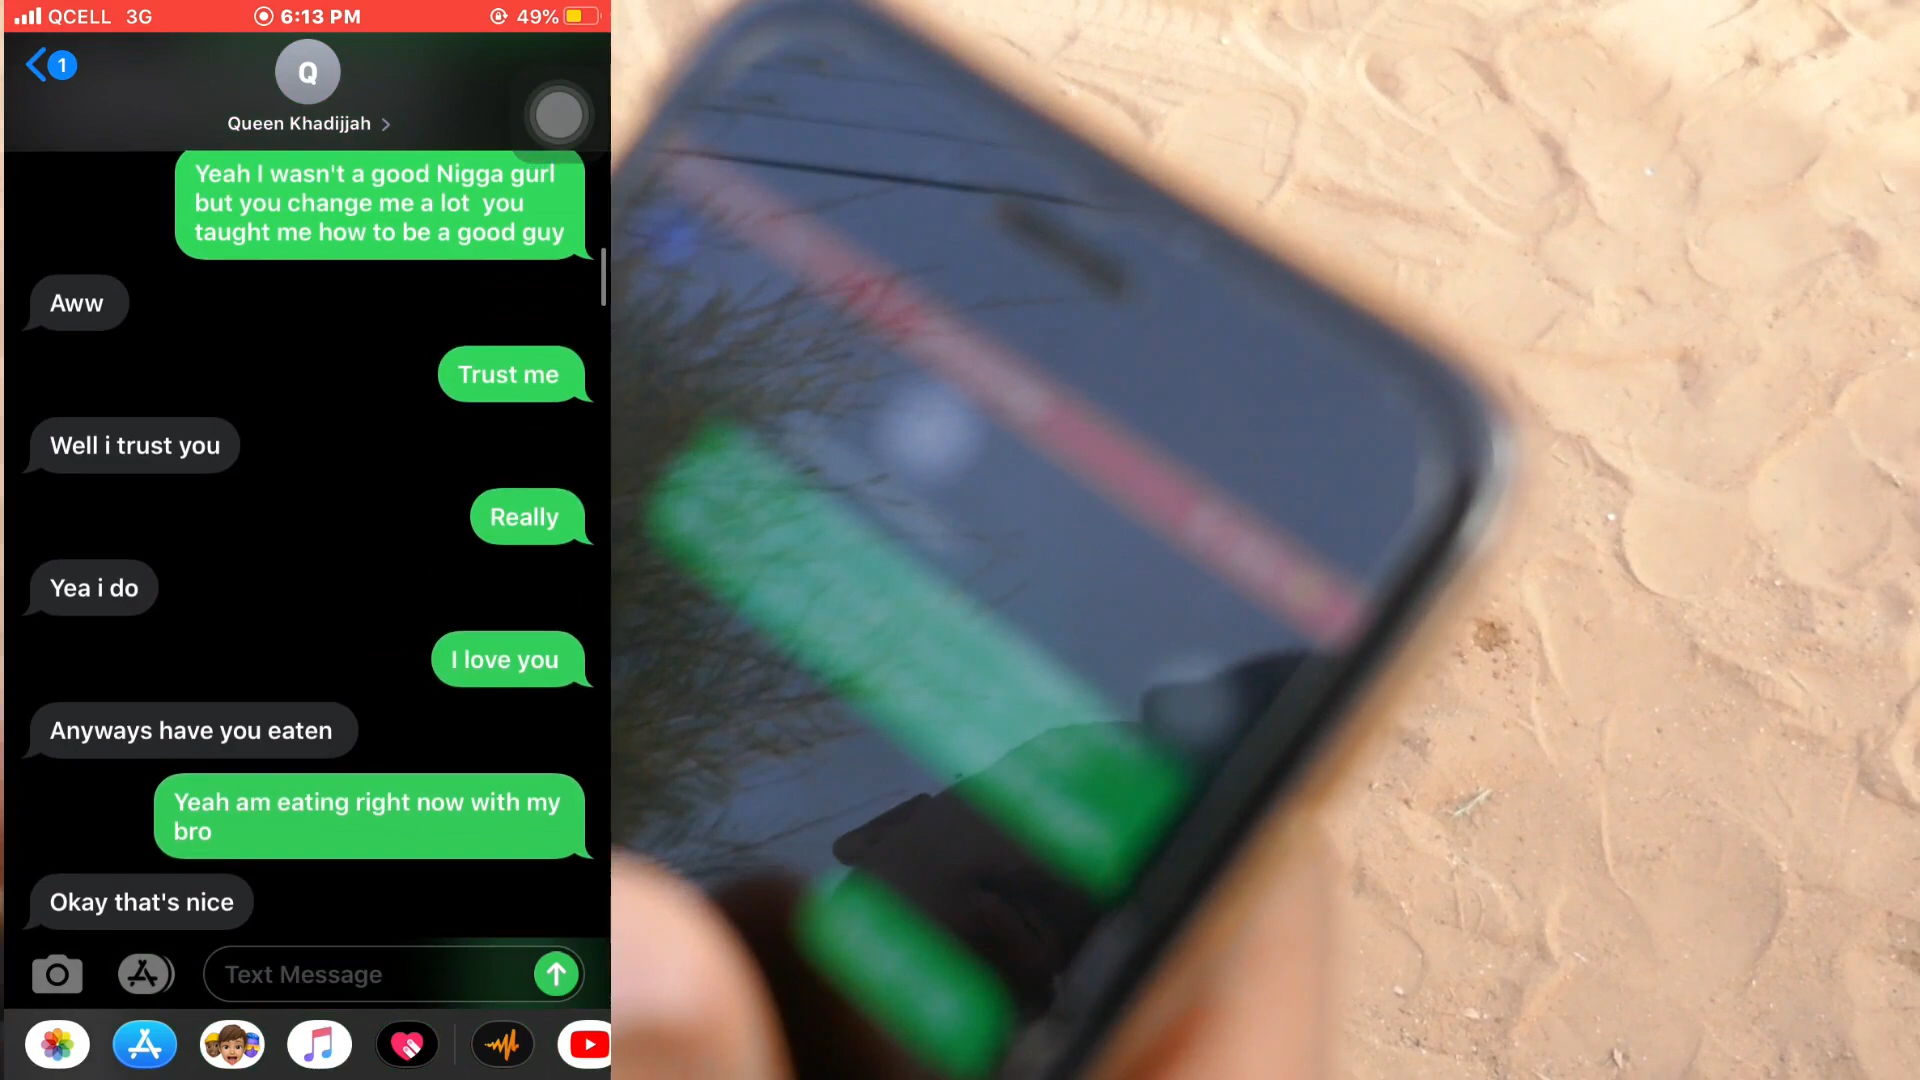 QCELL 3G 6:13 PM 49%
1
Q
Queen Khadijjah
Yeah I wasn't a good Nigga gurl
but you change me a lot you
taught me how to be a good guy
Aww
Trust me
Well i trust you
Really
Yea i do
I love you
Anyways have you eaten
Yeah am eating right now with my
bro
Okay that's nice
Text Message